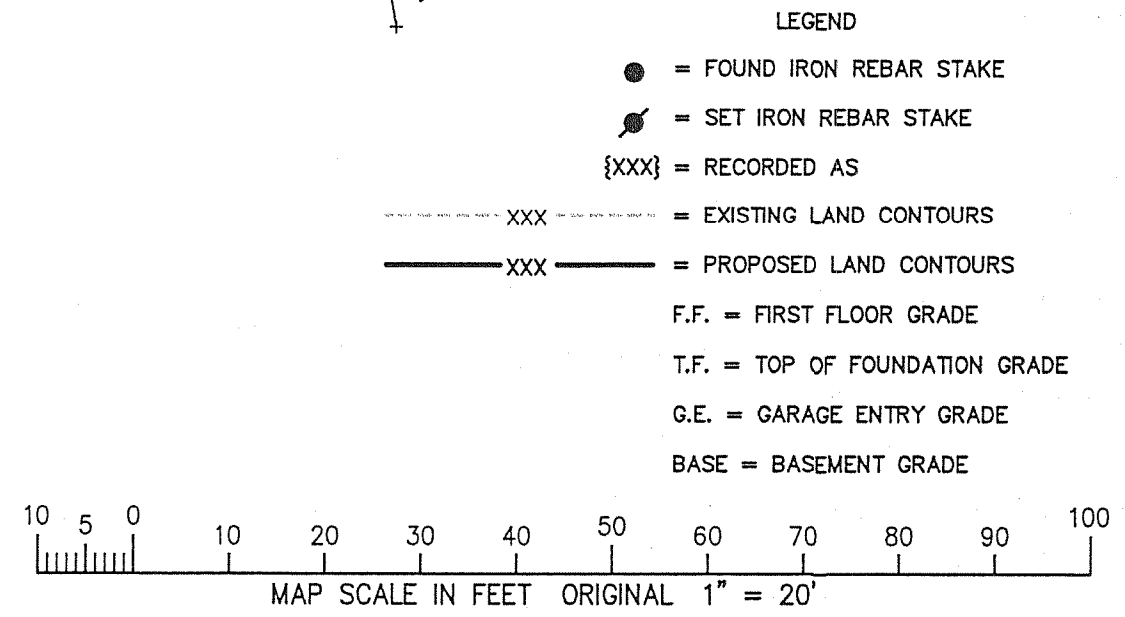 LEGEND
= FOUND IRON REBAR STAKE
= SET IRON REBAR STAKE
{XXX} = RECORDED AS
XXX = EXISTING LAND CONTOURS
XXX = PROPOSED LAND CONTOURS
F.F. = FIRST FLOOR GRADE
T.F. = TOP OF FOUNDATION GRADE
G.E. = GARAGE ENTRY GRADE
BASE = BASEMENT GRADE
10 5 0 10 20 30 40 50 60 70 80 90 100
MAP SCALE IN FEET ORIGINAL 1" = 20'